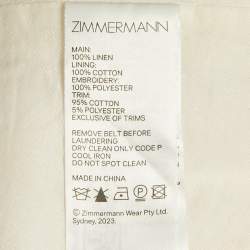 ZIMMERMANN
MAIN:
100% LINEN
LINING:
100% COTTON
EMBROIDERY:
100% POLYESTER
TRIM:
95% COTTON
5% POLYESTER
EXCLUSIVE OF TRIMS
REMOVE BELT BEFORE
LAUNDERING
DRY CLEAN ONLY CODE P
COOL IRON
DO NOT SPOT CLEAN
MADE IN CHINA
P
© Zimmermann Wear Pty Ltd.
Sydney, 2023.